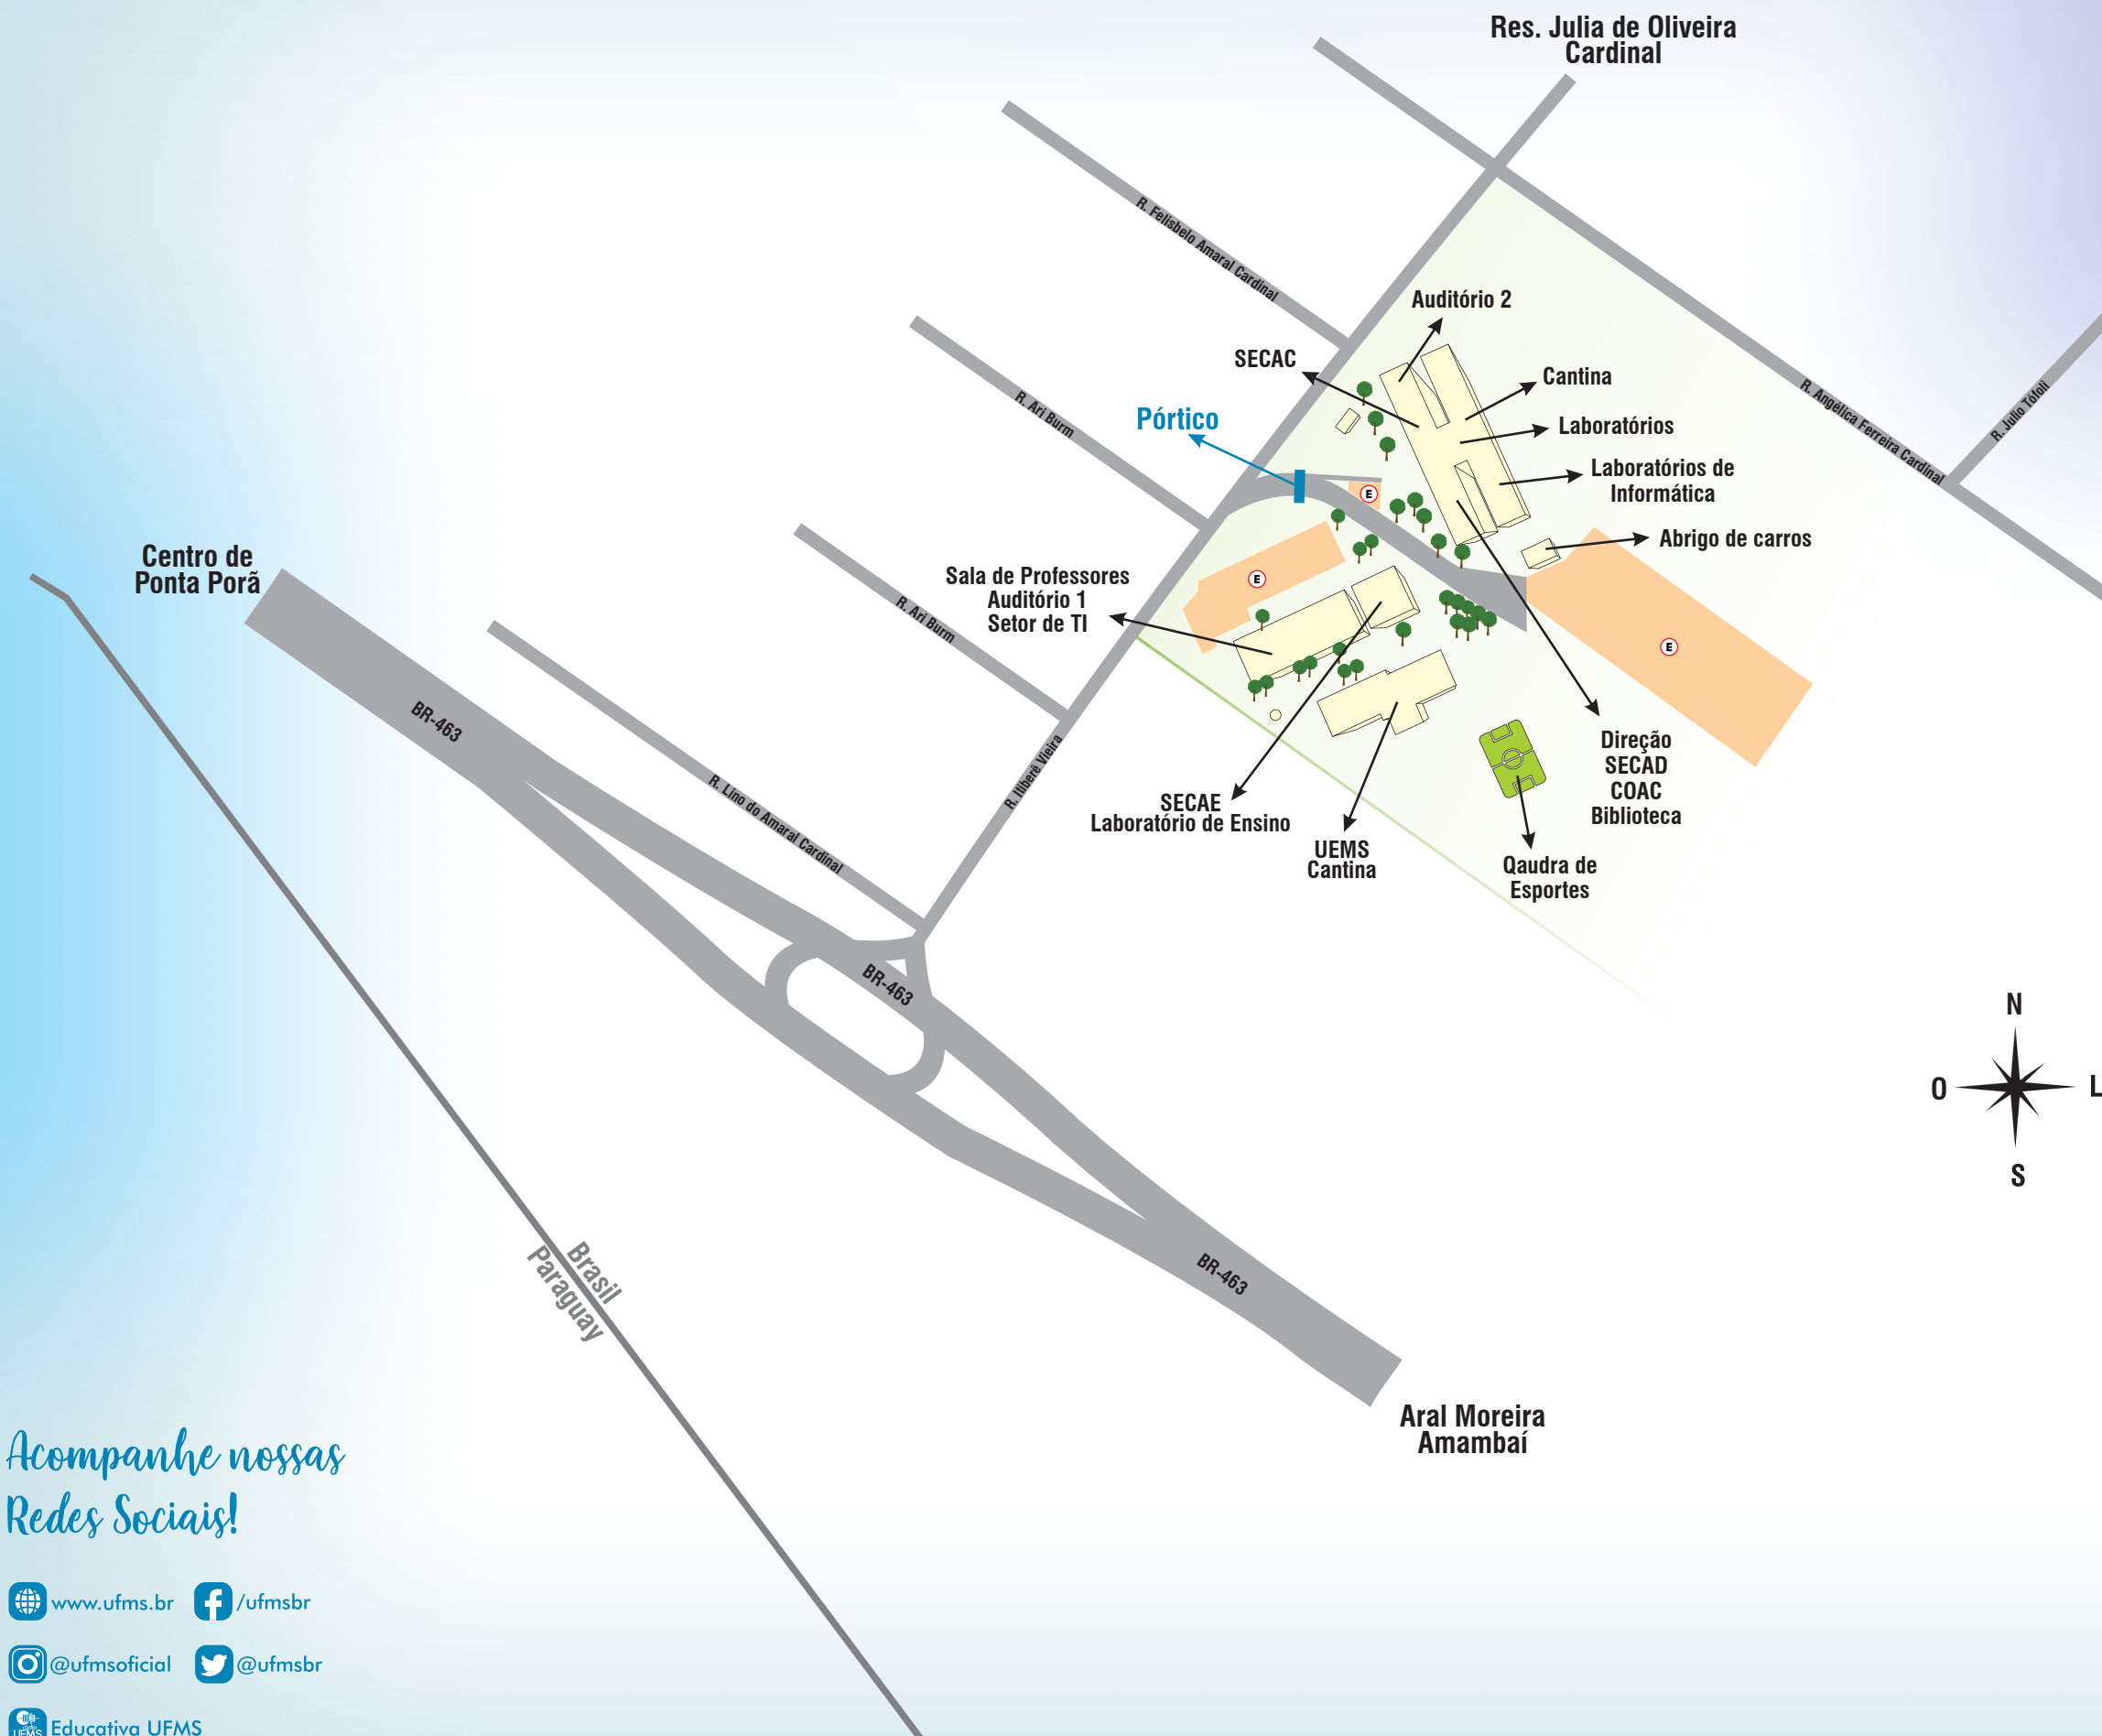 Res. Julia de Oliveira
Cardinal
R. Felisbelo Amaral Cardinal
Auditório 2
SECAC
Cantina
R. Angélica Ferreira Cardinal
R. Julio Tófoli
R. Ari Burm
Pórtico
Laboratórios
Laboratórios de
Informática
E
Abrigo de carros
Centro de
Ponta Porã
Sala de Professores
Auditório 1
Setor de TI
E
R. Ari Burm
E
BR-463
R. Itiberé Vieira
R. Lino do Amaral Cardinal
Direção
SECAD
COAC
Biblioteca
SECAE
Laboratório de Ensino
UEMS
Cantina
Qaudra de
Esportes
BR-463
N
O
L
S
Brasil
Paraguay
BR-463
Aral Moreira
Amambaí
Acompanhe nossas
Redes Sociais!
www.ufms.br
/ufmsbr
@ufmsoficial
@ufmsbr
UFMS
Educativa UFMS